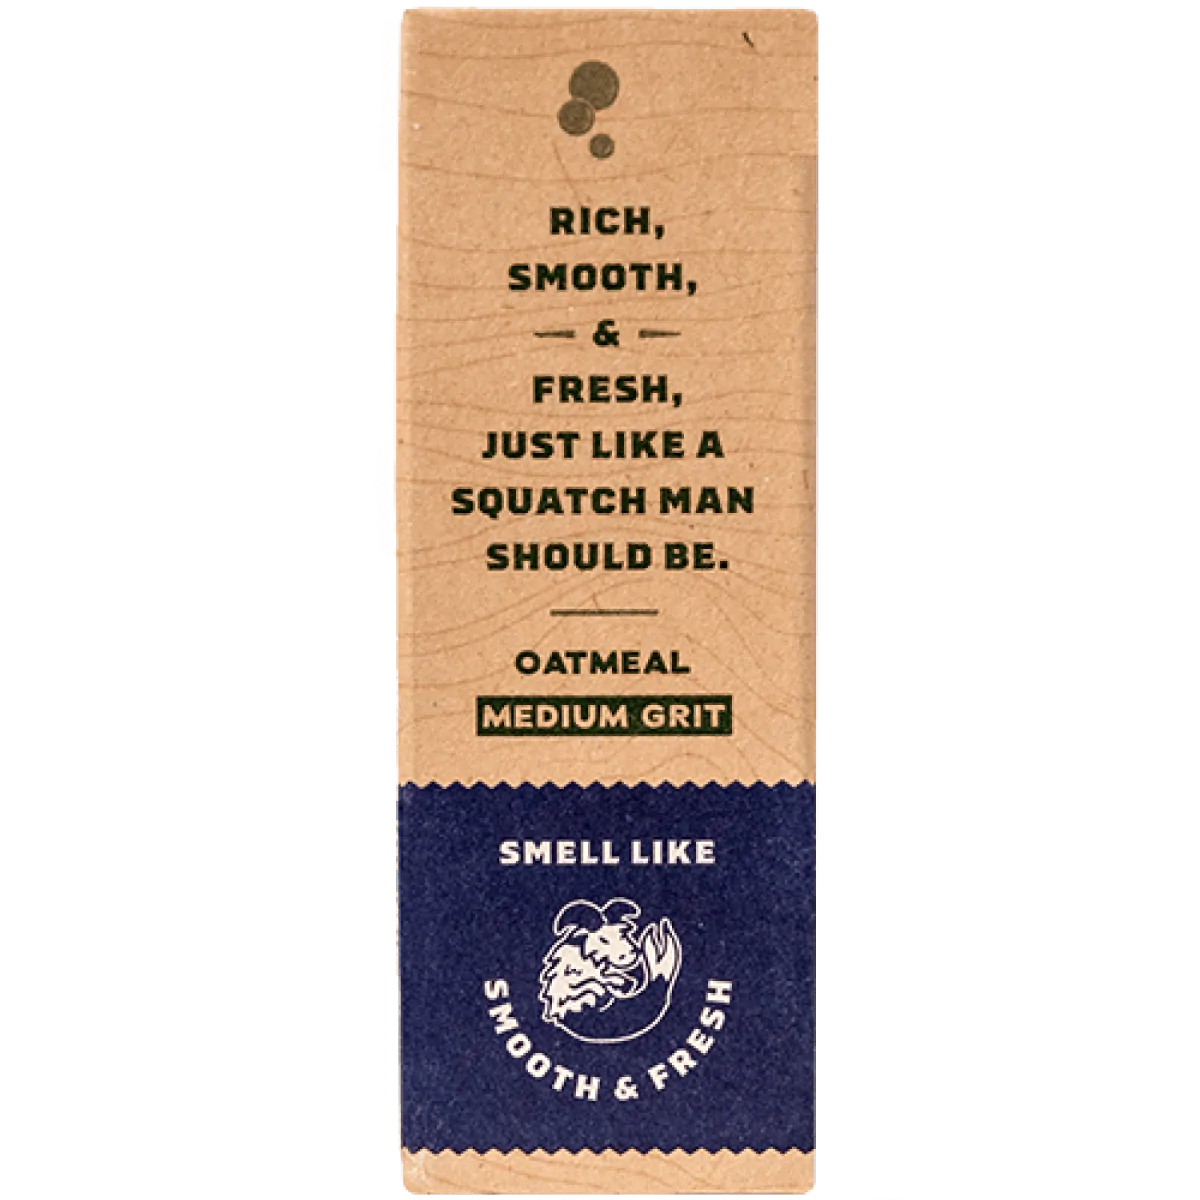 RICH,
SMOOTH,
&
FRESH,
JUST LIKE A
SQUATCH MAN
SHOULD BE.
OATMEAL
MEDIUM GRIT
SMELL LIKE
SMOOTH & FRESH